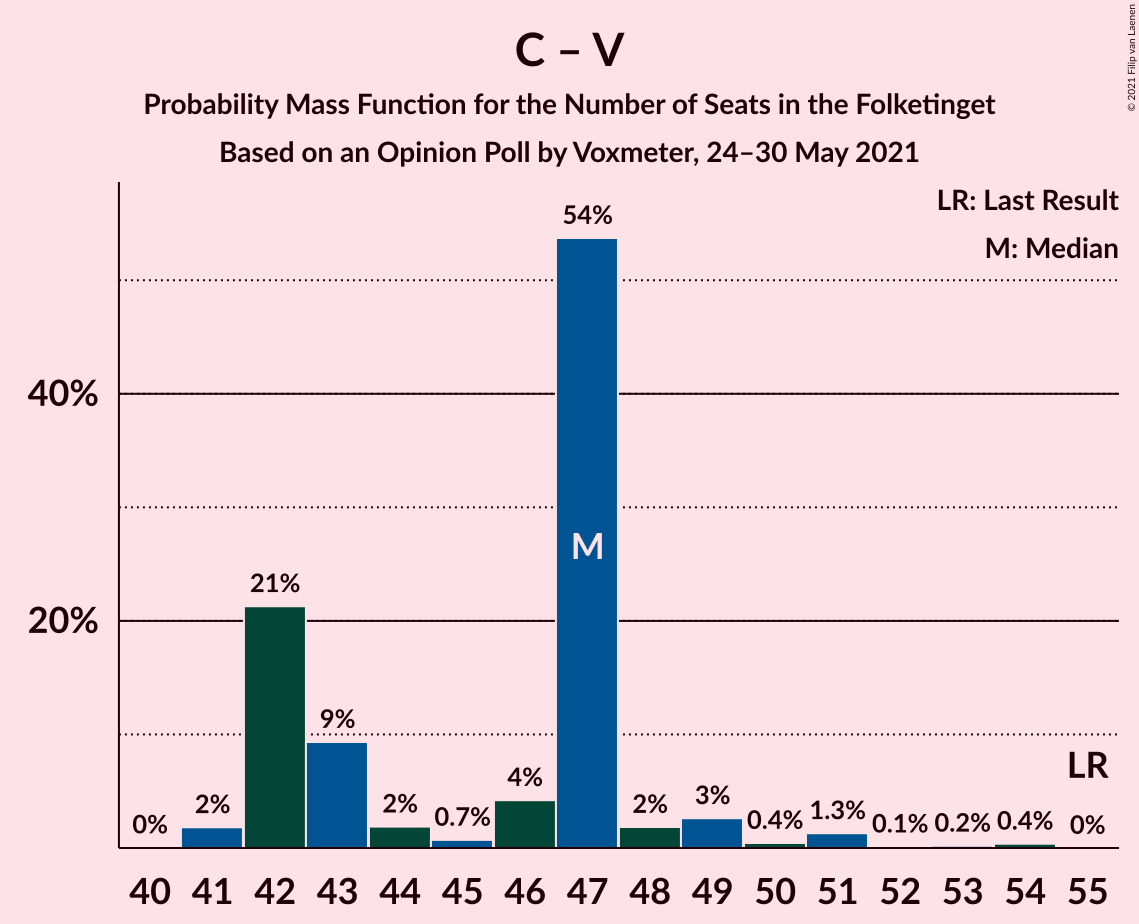 C – V
Probability Mass Function for the Number of Seats in the Folketinget
Based on an Opinion Poll by Voxmeter, 24–30 May 2021
© 2021 Filip van Laenen
LR: Last Result
M: Median
54%
40%
M
21%
20%
9%
LR
4%
2%
0%
2%
0.7%
2%
3%
0.4%
1.3%
0.1%
0.2%
0.4%
0%
40 41 42 43 44 45 46 47 48 49 50 51 52 53 54 55